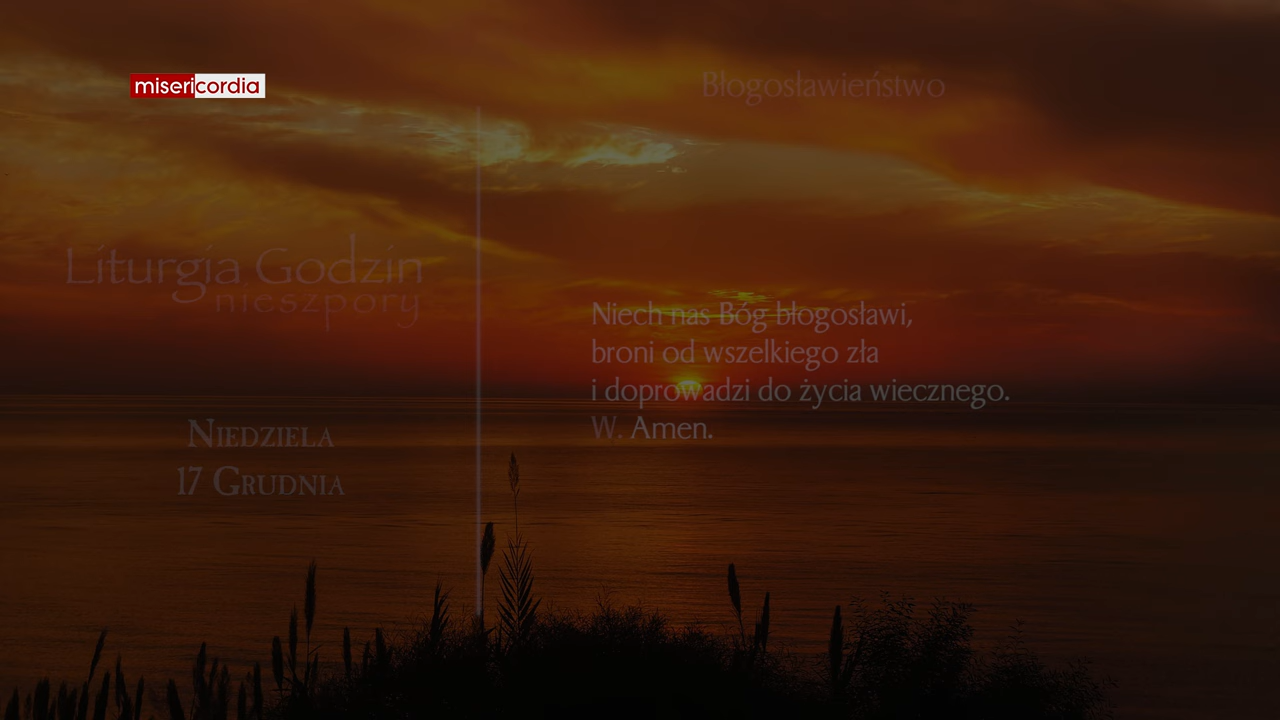 misericordia
Liturgia Godzin
nieszpory
Niedziela
17 Grudnia
Błogosławieństwo
Niech nas Bóg błogosławi,
broni od wszelkiego zła
i doprowadzi do życia wiecznego.
W. Amen.